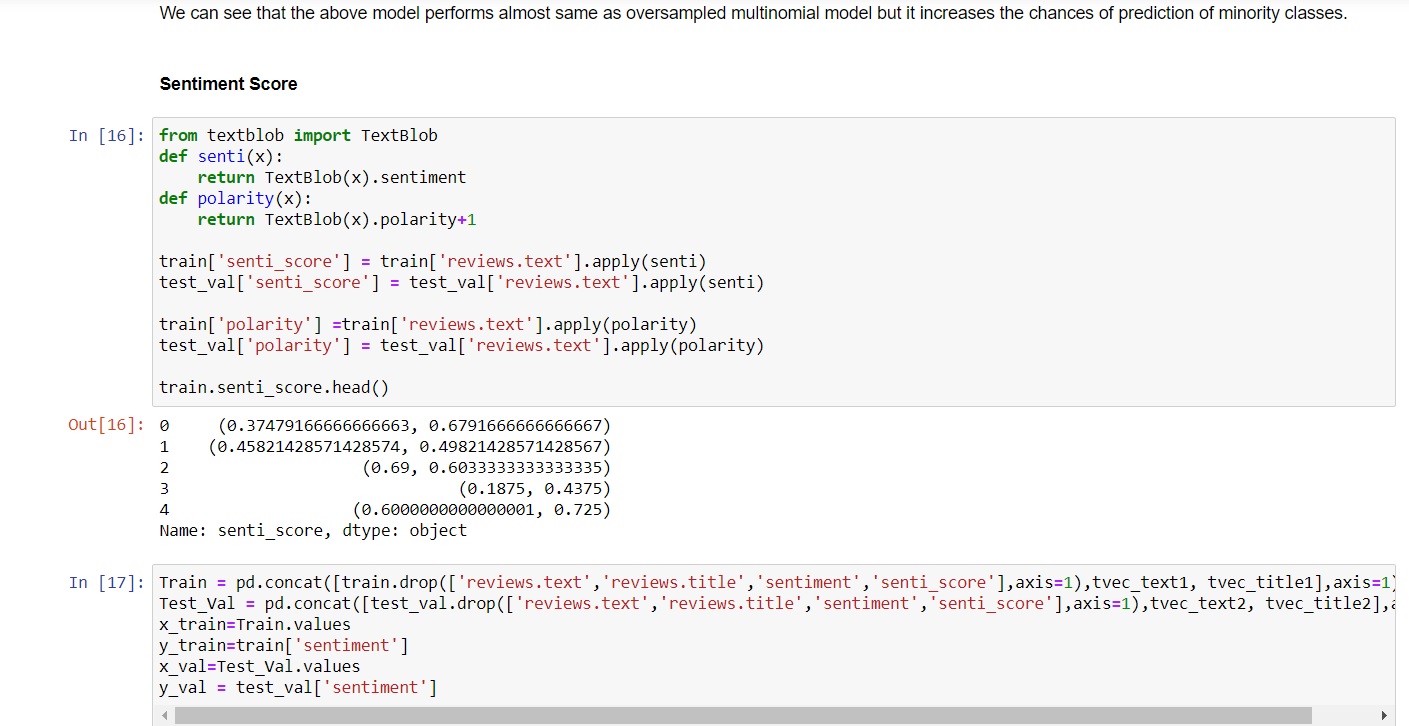 We can see that the above model performs almost same as oversampled multinomial model but it increases the chances of prediction of minority classes.
Sentiment Score
In [16]:
from textblob import TextBlob
def senti(x):
    return TextBlob(x).sentiment
def polarity(x):
    return TextBlob(x).polarity+1

train['senti_score'] = train['reviews.text'].apply(senti)
test_val['senti_score'] = test_val['reviews.text'].apply(senti)

train['polarity'] =train['reviews.text'].apply(polarity)
test_val['polarity'] = test_val['reviews.text'].apply(polarity)

train.senti_score.head()
Out[16]:
0     (0.37479166666666663, 0.6791666666666667)
1    (0.45821428571428574, 0.49821428571428567)
2                    (0.69, 0.6033333333333335)
3                              (0.1875, 0.4375)
4                   (0.6000000000000001, 0.725)
Name: senti_score, dtype: object
In [17]:
Train = pd.concat([train.drop(['reviews.text','reviews.title','sentiment','senti_score'],axis=1),tvec_text1, tvec_title1],axis=1)
Test_Val = pd.concat([test_val.drop(['reviews.text','reviews.title','sentiment','senti_score'],axis=1),tvec_text2, tvec_title2],
x_train=Train.values
y_train=train['sentiment']
x_val=Test_Val.values
y_val = test_val['sentiment']